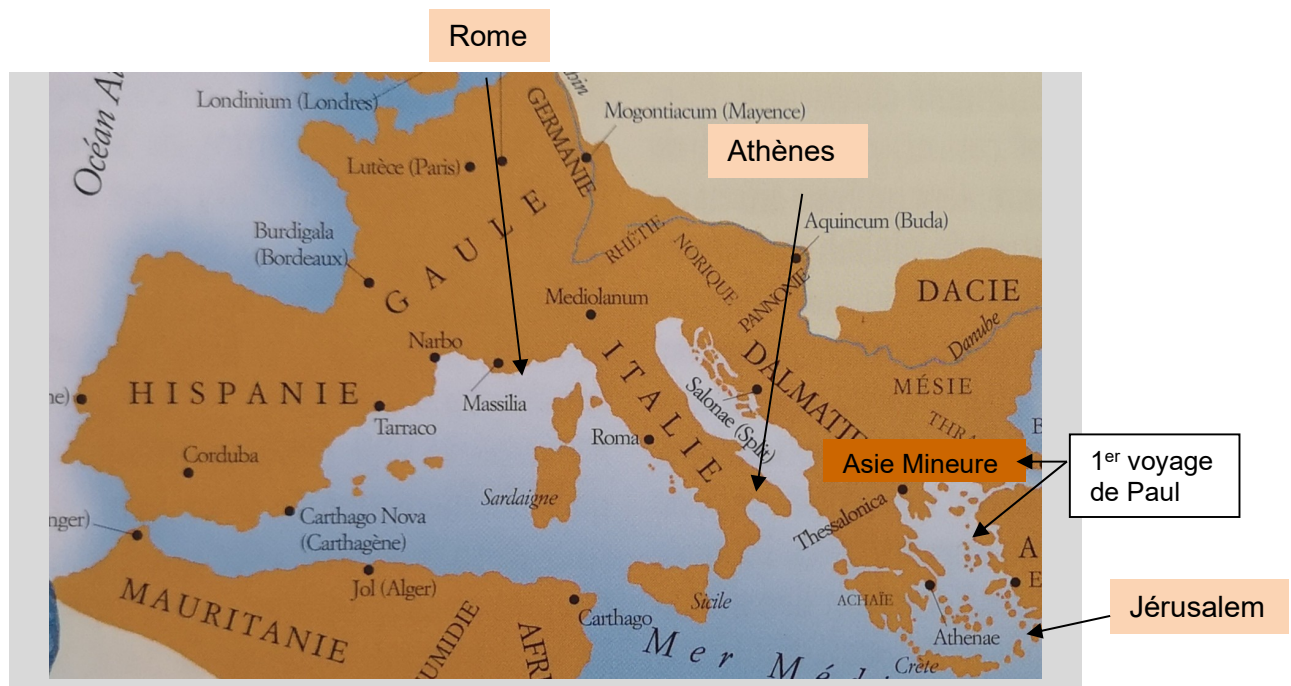 Rome
Océan
Londinium (Londres)
GERMANIE
Mogontiacum (Mayence)
Athènes
Lutèce (Paris)
Burdigala
(Bordeaux)
GAULE
RHÉTIE
NORIQUE
PANNONIE
Aquincum (Buda)
DACIE
Danube
Mediolanum
Narbo
ITALIE
DALMATIE
MÉSIE
HISPANIE
Massilia
Salonae (Split)
Tarraco
Roma
Corduba
Asie Mineure
1er voyage
de Paul
Sardaigne
Carthago Nova
(Carthagène)
Thessalonica
Jol (Alger)
Sicile
ACHAÏE
Jérusalem
MAURITANIE
Carthago
Athenae
Mer
Crète